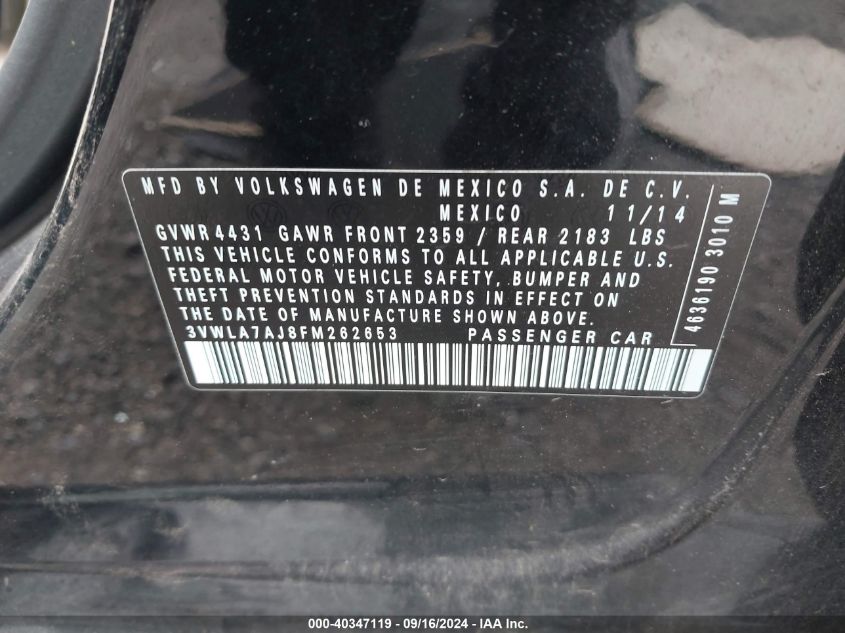 MFD BY VOLKSWAGEN DE MEXICO S.A. DE C.V.
MEXICO 11/14
GVWR 4431 GAWR FRONT 2359 / REAR 2183 LBS
THIS VEHICLE CONFORMS TO ALL APPLICABLE U.S.
FEDERAL MOTOR VEHICLE SAFETY, BUMPER AND
THEFT PREVENTION STANDARDS IN EFFECT ON
THE DATE OF MANUFACTURE SHOWN ABOVE.
3VWLA7AJ8FM262653 PASSENGER CAR
4636190 3010 M
000-40347119 - 09/16/2024 - IAA Inc.